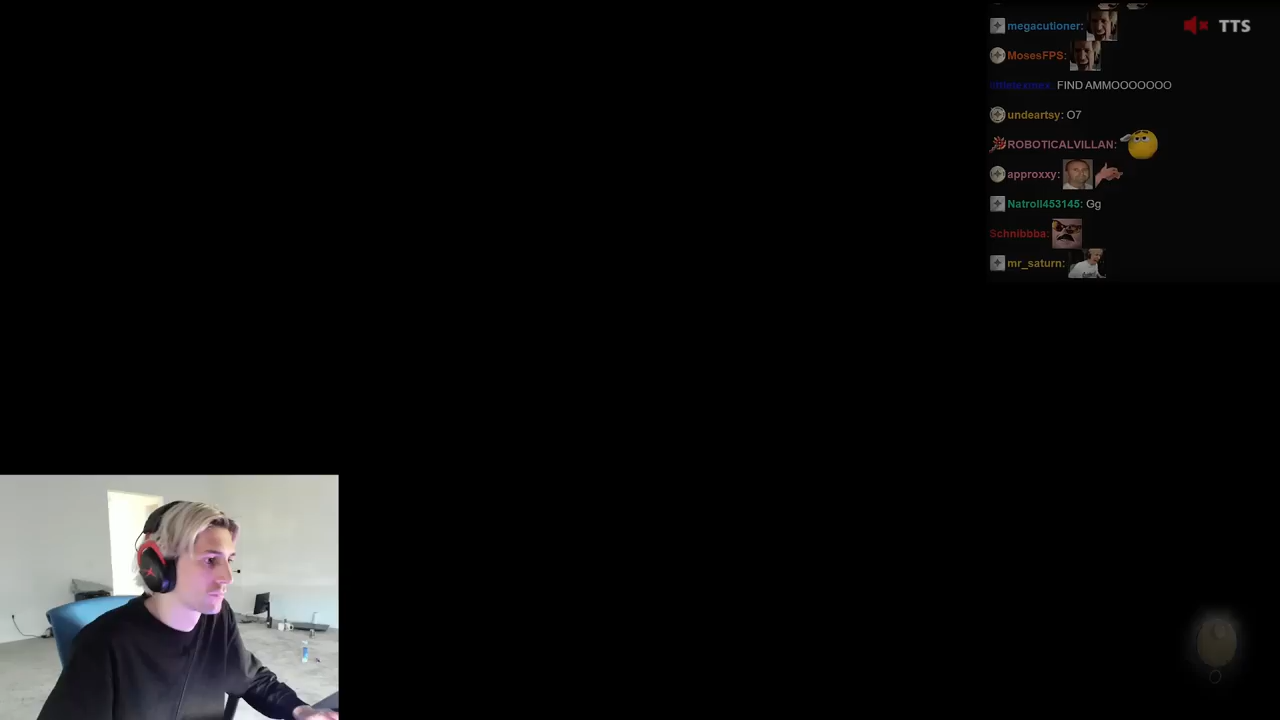 megacutioner:
TTS
MosesFPS:
FIND AMMOOOOOOO
undeartsy: O7
ROBOTICALVILLAN:
approxxy:
Natroll453145: Gg
Schnibbba:
mr_saturn: